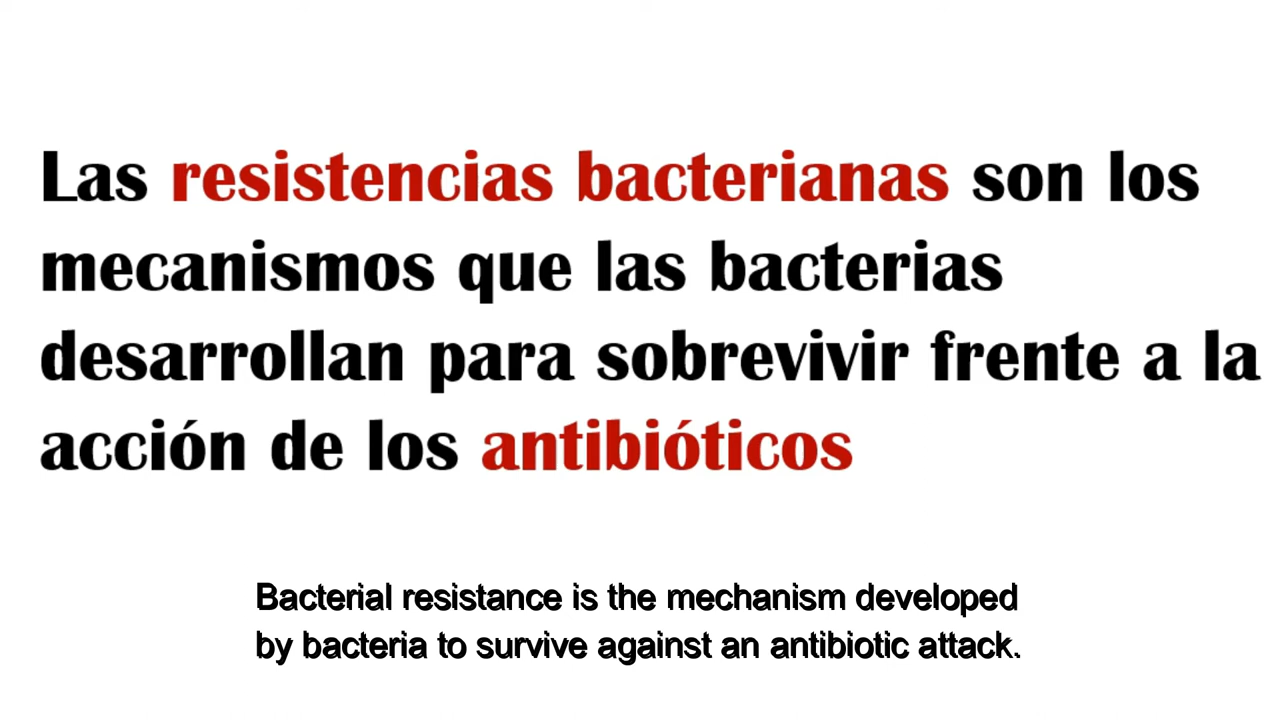 Las resistencias bacterianas son los
mecanismos que las bacterias
desarrollan para sobrevivir frente a la
acción de los antibióticos
Bacterial resistance is the mechanism developed
by bacteria to survive against an antibiotic attack.